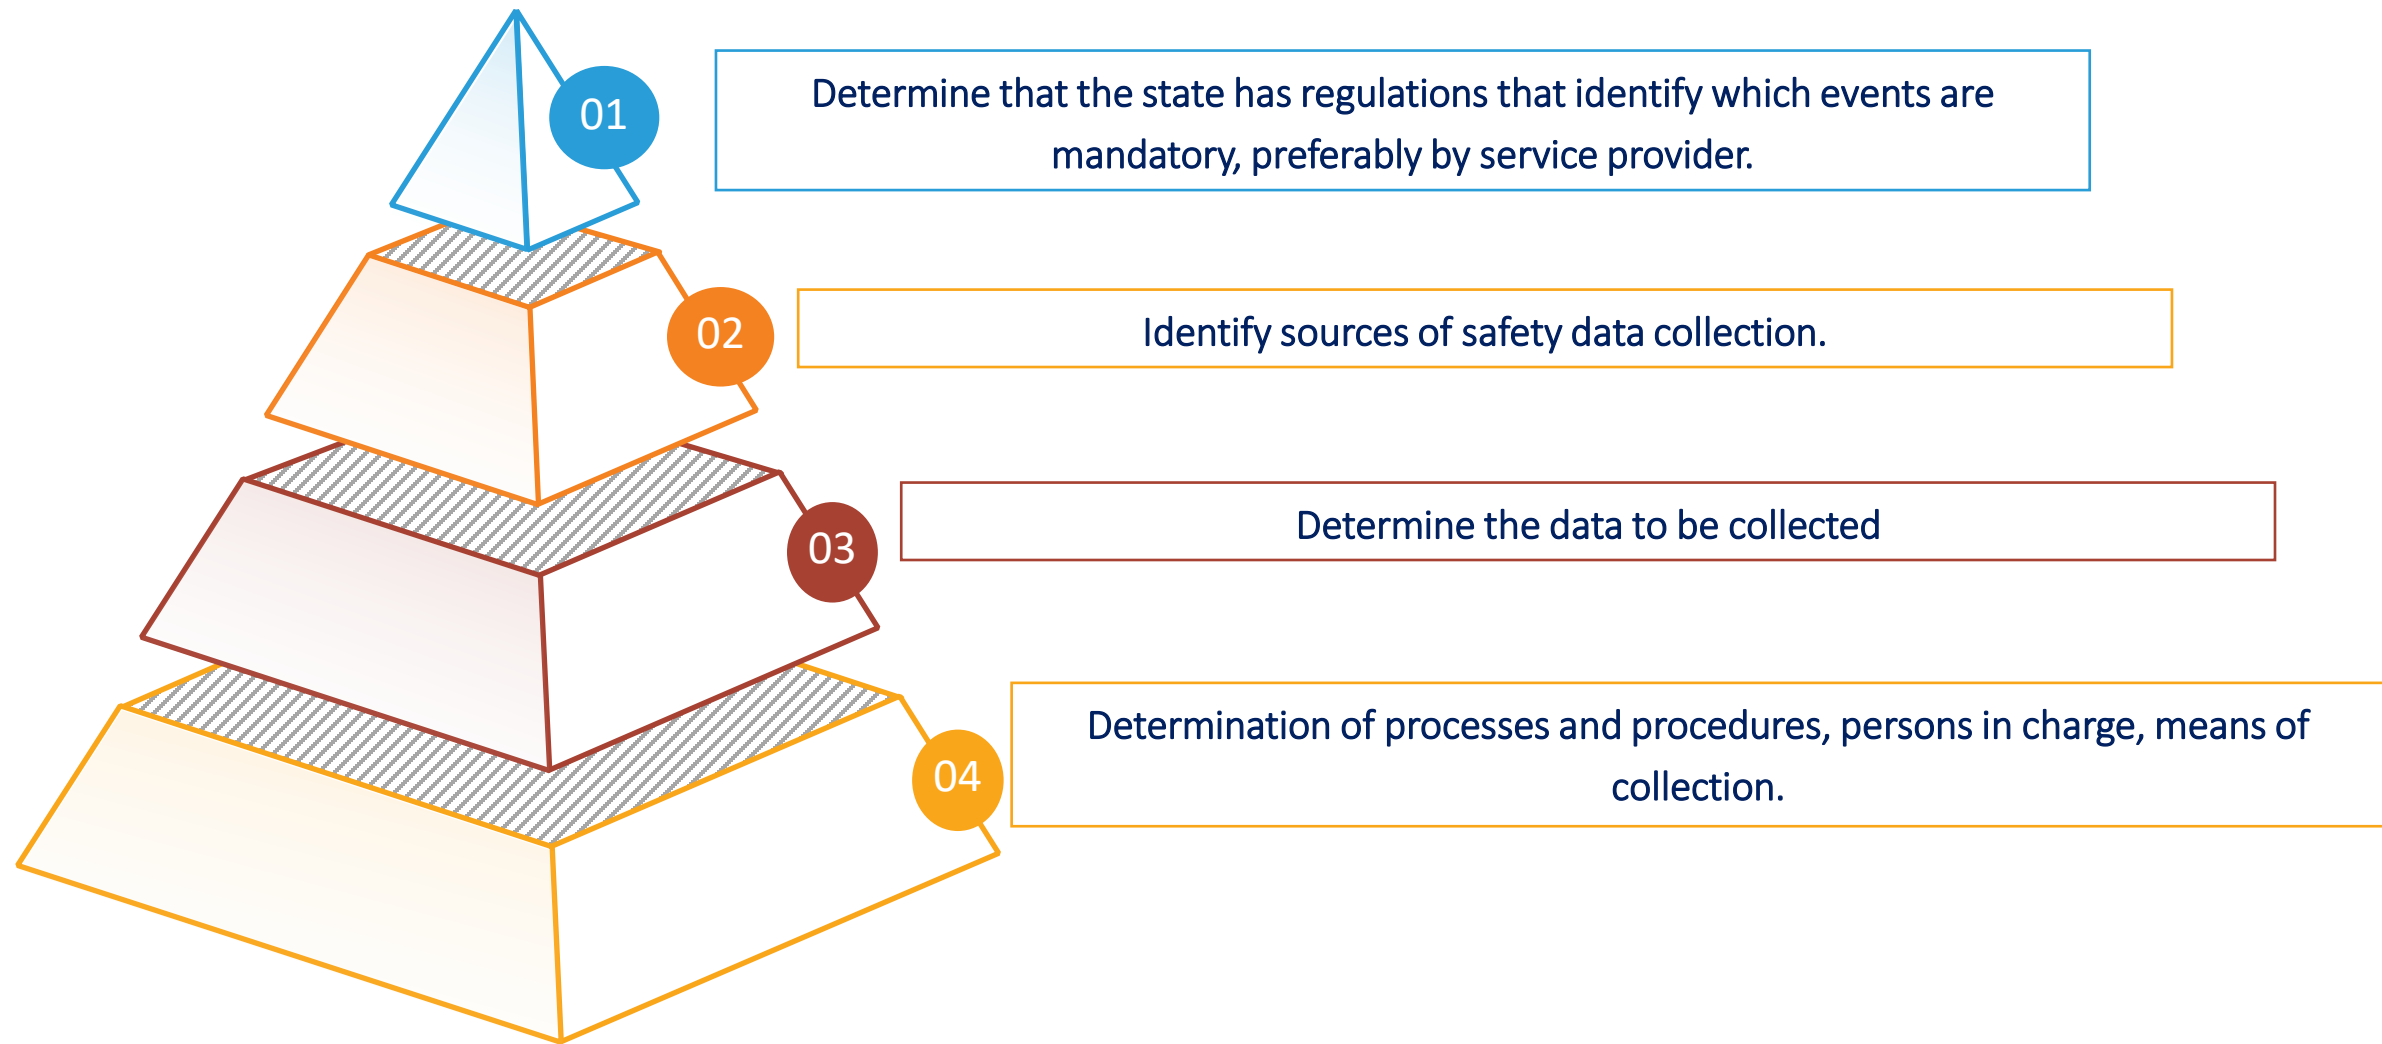 01
Determine that the state has regulations that identify which events are
mandatory, preferably by service provider.
02
Identify sources of safety data collection.
03
Determine the data to be collected
04
Determination of processes and procedures, persons in charge, means of
collection.